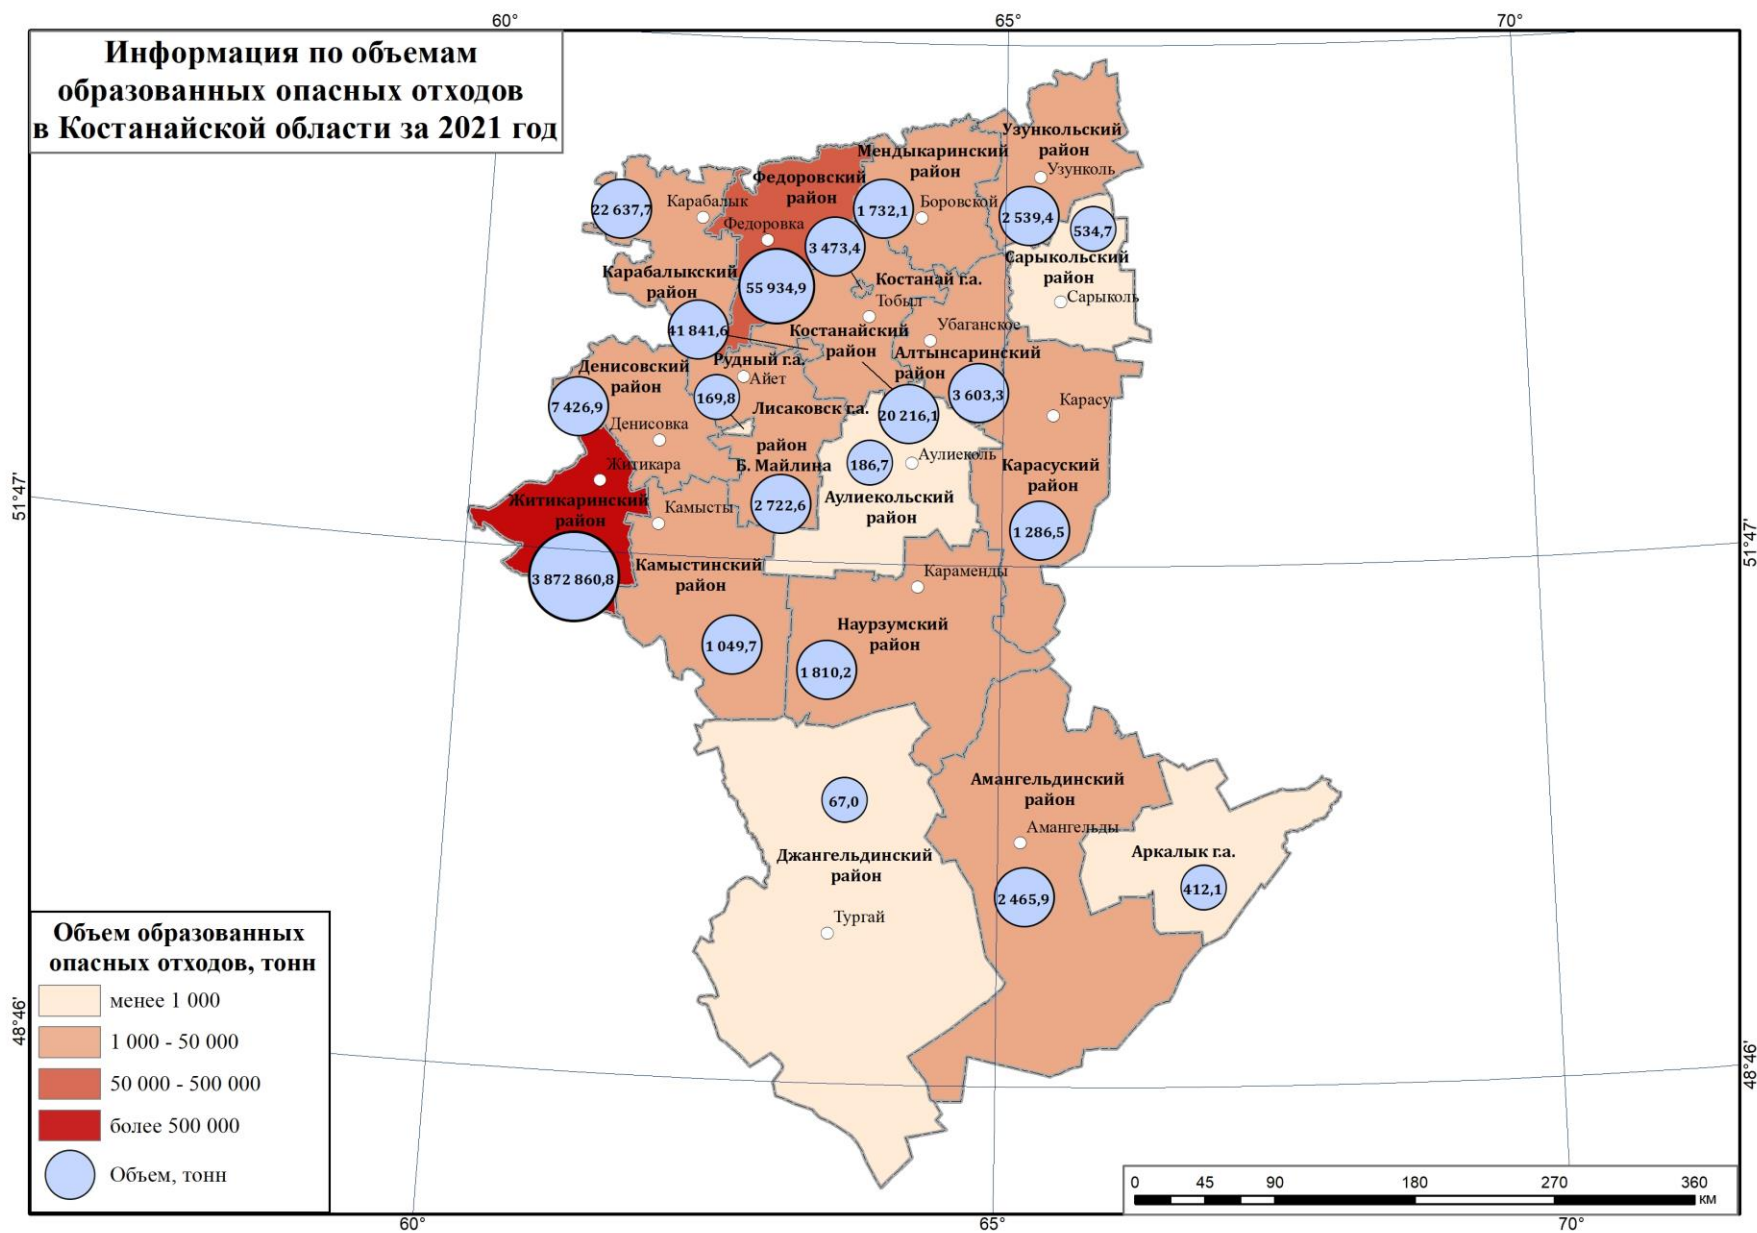 60°
65°
70°
Информация по объемам
образованных опасных отходов
в Костанайской области за 2021 год
Узункольский
район
Узунколь
Мендыкаринский
район
Федоровский
район
Карабалык
Боровской
Федоровка
22 637,7
1 732,1
2 539,4
534,7
3 473,4
Сарыкольский
район
Карабалыкский
район
Костанай г.а.
55 934,9
Тобыл
Сарыколь
41 841,6
Костанайский
район
Убаганское
Алтынсаринский
район
Рудный г.а.
Денисовский
район
Айет
3 603,3
169,8
7 426,9
Лисаковск г.а.
20 216,1
Карасу
Денисовка
район
Б. Майлина
Аулиеколь
186,7
Карасуский
район
Житикара
Житикаринский
район
Камысты
2 722,6
Аулиекольский
район
1 286,5
51°47'
51°47'
Камыстинский
район
3 872 860,8
Караменды
Наурзумский
район
1 049,7
1 810,2
Амангельдинский
район
67,0
Амангельды
Джангельдинский
район
Аркалык г.а.
412,1
2 465,9
Тургай
Объем образованных
опасных отходов, тонн
менее 1 000
1 000 - 50 000
50 000 - 500 000
более 500 000
Объем, тонн
48°46'
48°46'
0 45 90 180 270 360
км
60°
65°
70°